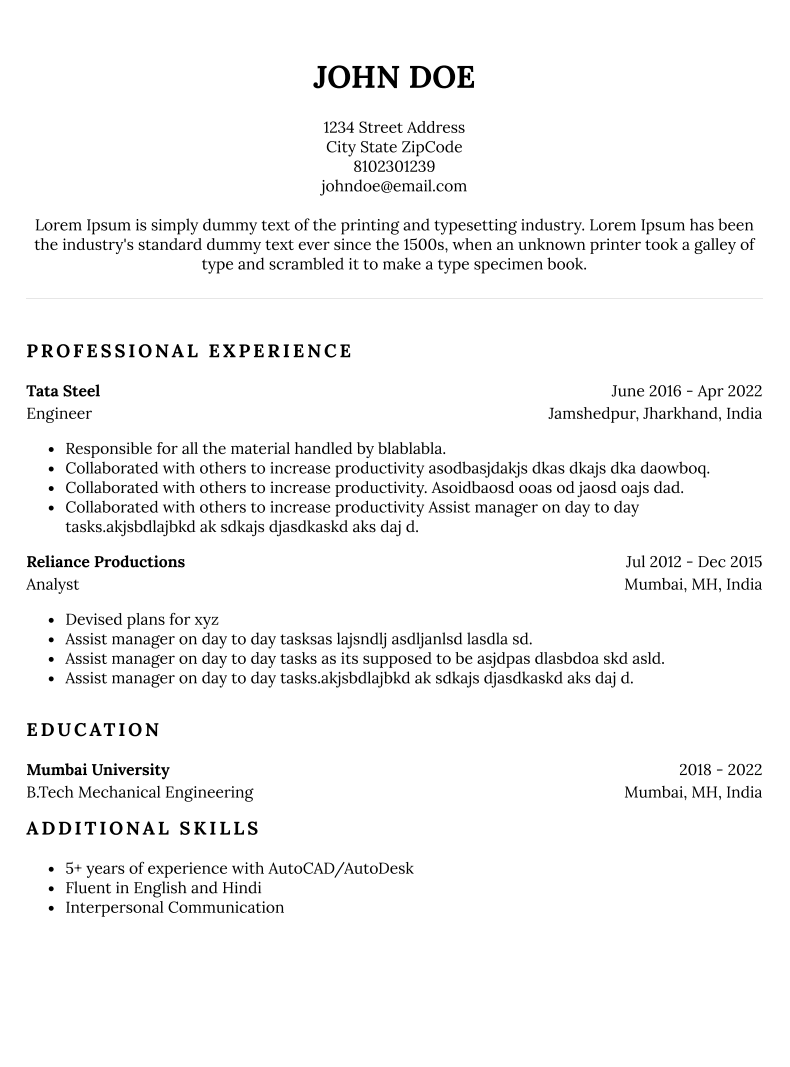 JOHN DOE
1234 Street Address
City State ZipCode
8102301239
johndoe@email.com
Lorem Ipsum is simply dummy text of the printing and typesetting industry. Lorem Ipsum has been
the industry's standard dummy text ever since the 1500s, when an unknown printer took a galley of
type and scrambled it to make a type specimen book.
PROFESSIONAL EXPERIENCE
Tata Steel June 2016 - Apr 2022
Engineer Jamshedpur, Jharkhand, India
• Responsible for all the material handled by blablabla.
• Collaborated with others to increase productivity asodbasjdakjs dkas dkajs dka daowboq.
• Collaborated with others to increase productivity. Asoidbaosd ooas od jaosd oajs dad.
• Collaborated with others to increase productivity Assist manager on day to day
tasks.akjsbdlajbkd ak sdkajs djasdkaskd aks daj d.
Reliance Productions Jul 2012 - Dec 2015
Analyst Mumbai, MH, India
• Devised plans for xyz
• Assist manager on day to day tasksas lajsndlj asdljanlsd lasdla sd.
• Assist manager on day to day tasks as its supposed to be asjdpas dlasbdoa skd asld.
• Assist manager on day to day tasks.akjsbdlajbkd ak sdkajs djasdkaskd aks daj d.
EDUCATION
Mumbai University 2018 - 2022
B.Tech Mechanical Engineering Mumbai, MH, India
ADDITIONAL SKILLS
• 5+ years of experience with AutoCAD/AutoDesk
• Fluent in English and Hindi
• Interpersonal Communication